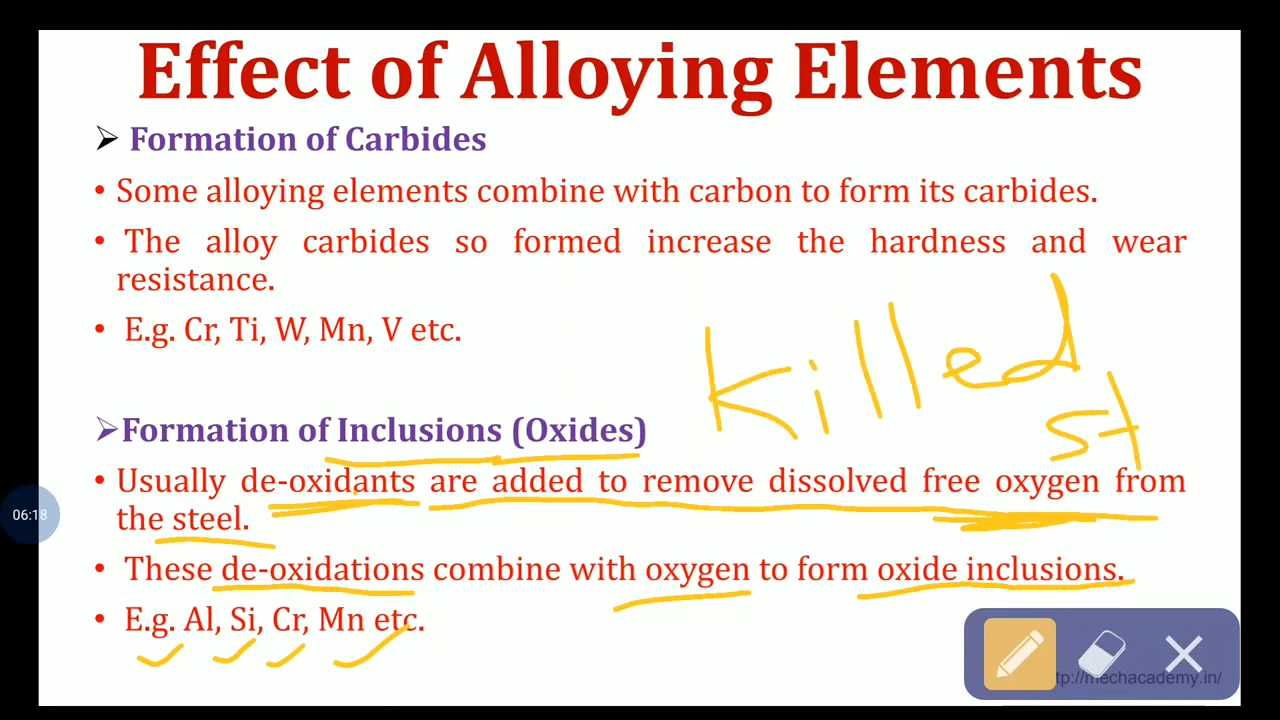 Effect of Alloying Elements
➢ Formation of Carbides
• Some alloying elements combine with carbon to form its carbides.
• The alloy carbides so formed increase the hardness and wear
resistance.
• E.g. Cr, Ti, W, Mn, V etc.
Killed
st
➢Formation of Inclusions (Oxides)
• Usually de-oxidants are added to remove dissolved free oxygen from
the steel.
06:18
• These de-oxidations combine with oxygen to form oxide inclusions.
• E.g. Al, Si, Cr, Mn etc.
tp://mechacademy.in/